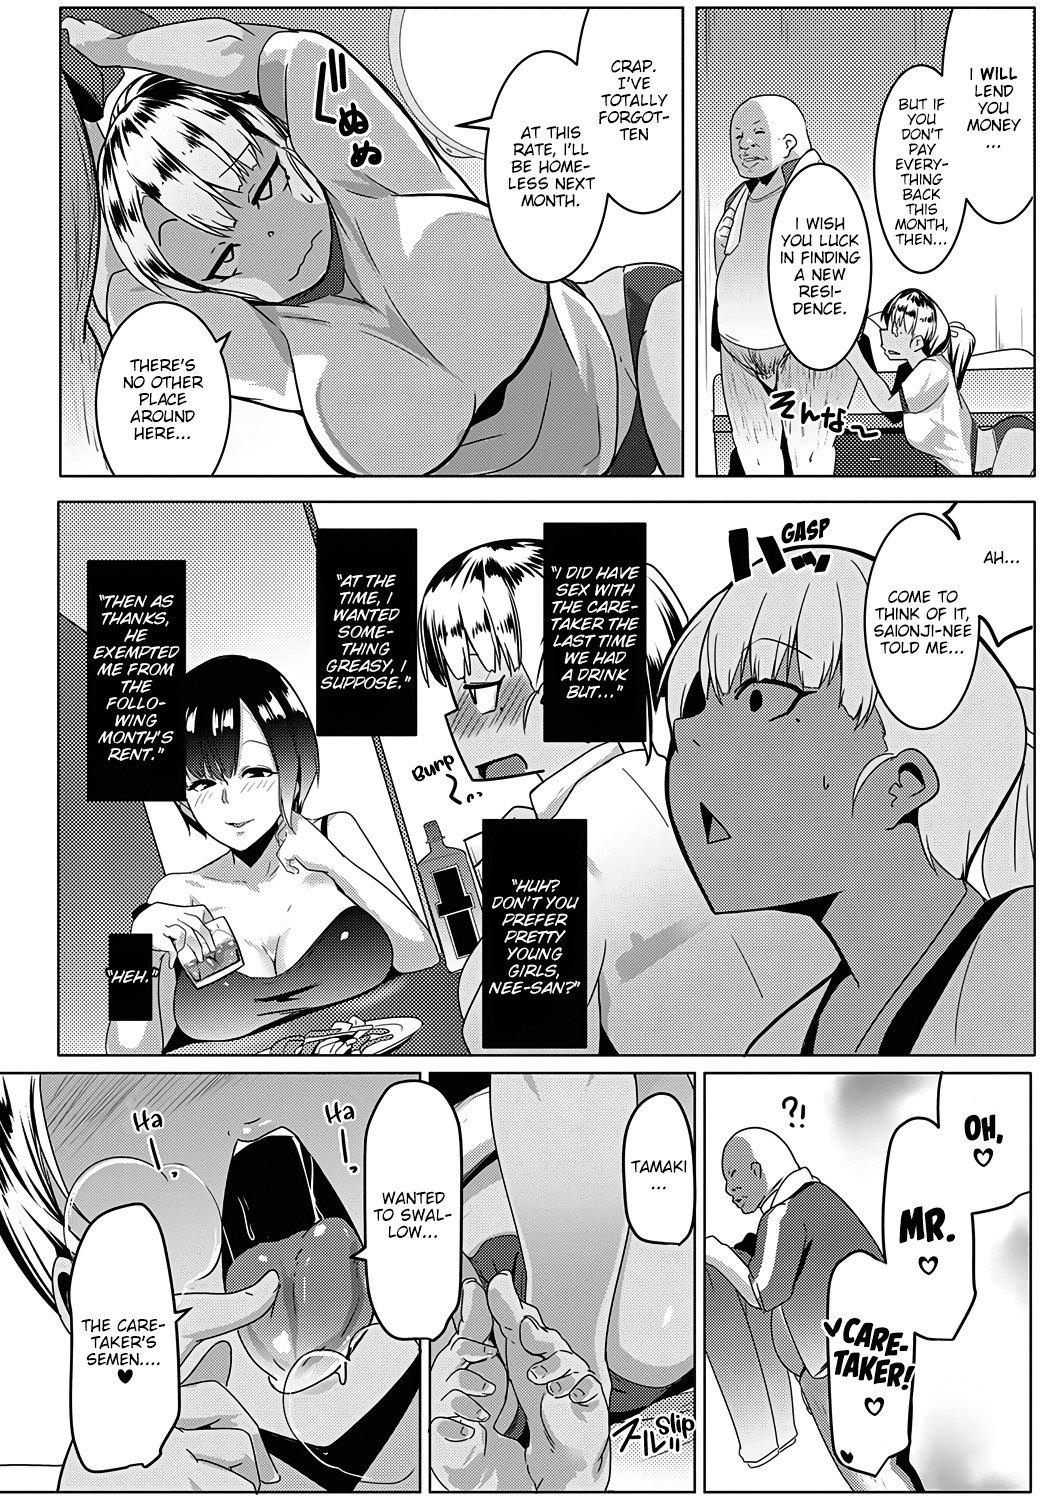 I WILL
LEND
YOU
MONEY
...
BUT IF
YOU
DON'T
PAY
EVERY-
THING
BACK
THIS
MONTH,
THEN...
I WISH
YOU LUCK
IN FINDING
A NEW
RESI-
DENCE.
そんな〜
CRAP.
I'VE
TOTALLY
FORGOT-
TEN
AT THIS
RATE, I'LL
BE HOME-
LESS NEXT
MONTH.
ぐぬぬ
THERE'S
NO OTHER
PLACE
AROUND
HERE...
AH...
COME TO
THINK OF IT,
SAIONJI-NEE
TOLD ME...
GASP
ハッ
"I DID HAVE
SEX WITH
THE CARE-
TAKER THE
LAST TIME
WE HAD
A DRINK
BUT..."
"HUH?
DON'T YOU
PREFER
PRETTY
YOUNG
GIRLS,
NEE-SAN?"
Burp
"AT THE
TIME, I
WANTED
SOME-
THING
GREASY, I
SUPPOSE."
"THEN AS
THANKS,
HE
EXEMPTED
ME FROM
THE
FOLLO-
WING
MONTH'S
RENT."
"HEH."
OH,
♡
MR.
♡
CARE-
TAKER!
♡
?!
TAMAKI
...
Slip
ズルッ
WANTED
TO SWAL-
LOW...
Ha
Ha
THE CARE-
TAKER'S
SEMEN....
♥